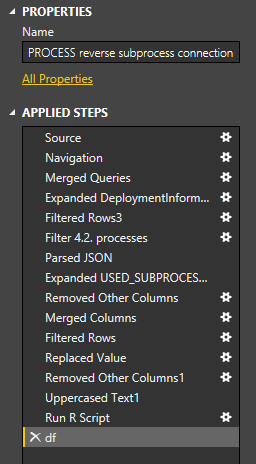 PROPERTIES
Name
PROCESS reverse subprocess connection
All Properties
APPLIED STEPS
Source
Navigation
Merged Queries
Expanded DeploymentInform...
Filtered Rows3
Filter 4.2. processes
Parsed JSON
Expanded USED_SUBPROCES...
Removed Other Columns
Merged Columns
Filtered Rows
Replaced Value
Removed Other Columns1
Uppercased Text1
Run R Script
df